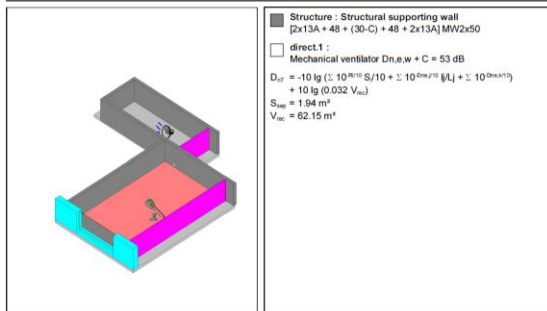 Structure : Structural supporting wall
[2x13A + 48 + (30-C) + 48 + 2x13A] MW2x50
direct.1 :
Mechanical ventilator Dn,e,w + C = 53 dB
DnT = -10 lg (Σ 10-Ri/10 S/10 + Σ 10-Dne,j/10 lj/Lj + Σ 10-Dne,k/10)
+ 10 lg (0.032 Vrec)
Ssep = 1.94 m²
Vrec = 62.15 m³